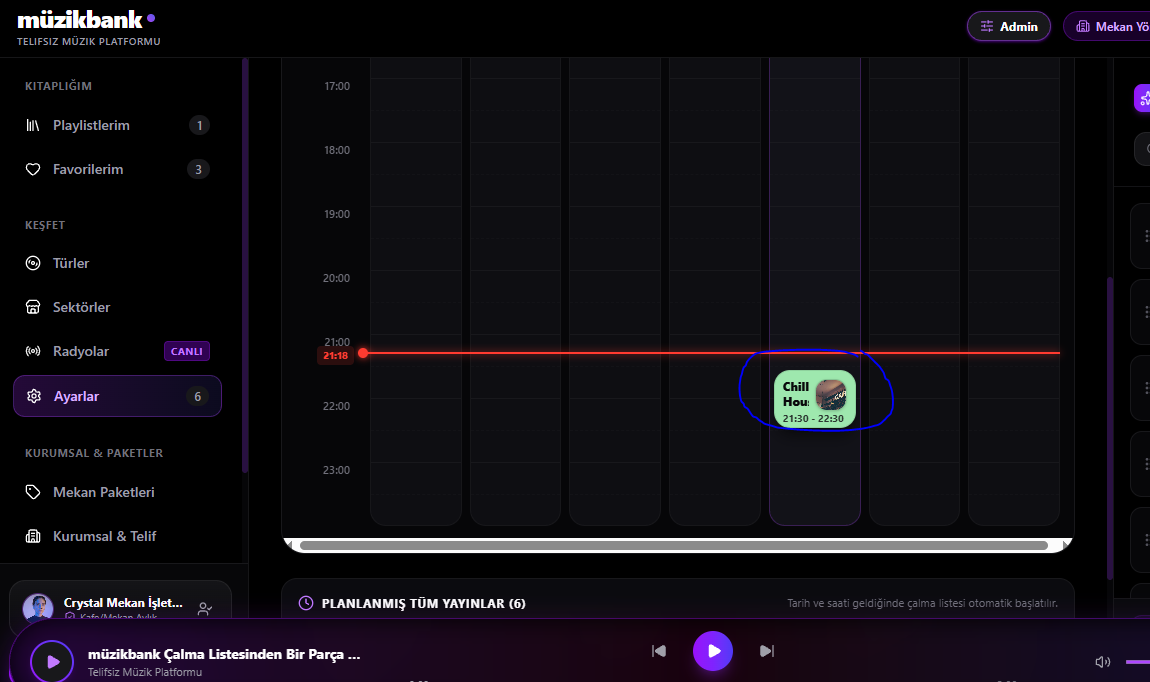 müzikbank
TELIFSIZ MÜZIK PLATFORMU
Admin
Mekan Yö
KITAPLIĞIM
Playlistlerim
1
Favorilerim
3
KEŞFET
Türler
Sektörler
Radyolar
CANLI
Ayarlar
6
KURUMSAL & PAKETLER
Mekan Paketleri
Kurumsal & Telif
Crystal Mekan İşlet...
Kafe/Mekan Aylık
17:00
18:00
19:00
20:00
21:00
21:18
22:00
23:00
Chill
Hou
21:30 - 22:30
PLANLANMIŞ TÜM YAYINLAR (6)
Tarih ve saati geldiğinde çalma listesi otomatik başlatılır.
müzikbank Çalma Listesinden Bir Parça ...
Telifsiz Müzik Platformu